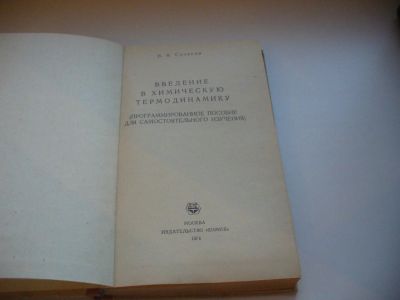 ВВЕДЕНИЕ
В ХИМИЧЕСКУЮ
ТЕРМОДИНАМИКУ
(ПРОГРАММИРОВАННОЕ ПОСОБИЕ
ДЛЯ САМОСТОЯТЕЛЬНОГО ИЗУЧЕНИЯ)
МОСКВА
ИЗДАТЕЛЬСТВО «ХИМИЯ»